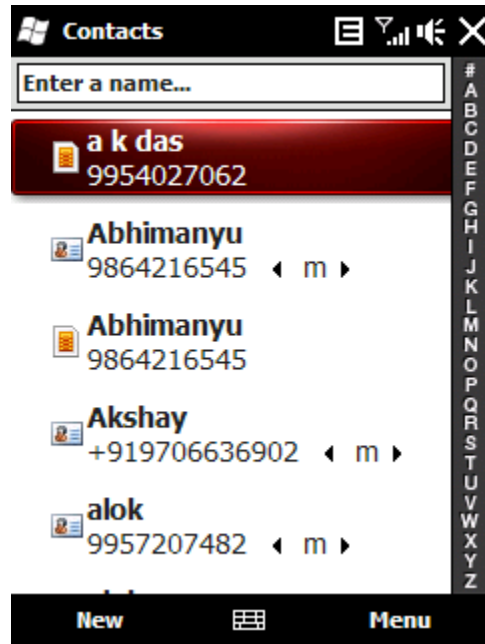 Contacts
Enter a name...
a k das
9954027062
Abhimanyu
9864216545 m
Abhimanyu
9864216545
Akshay
+919706636902 m
alok
9957207482 m
#
A
B
C
D
E
F
G
H
I
J
K
L
M
N
O
P
Q
R
S
T
U
V
W
X
Y
Z
New Menu